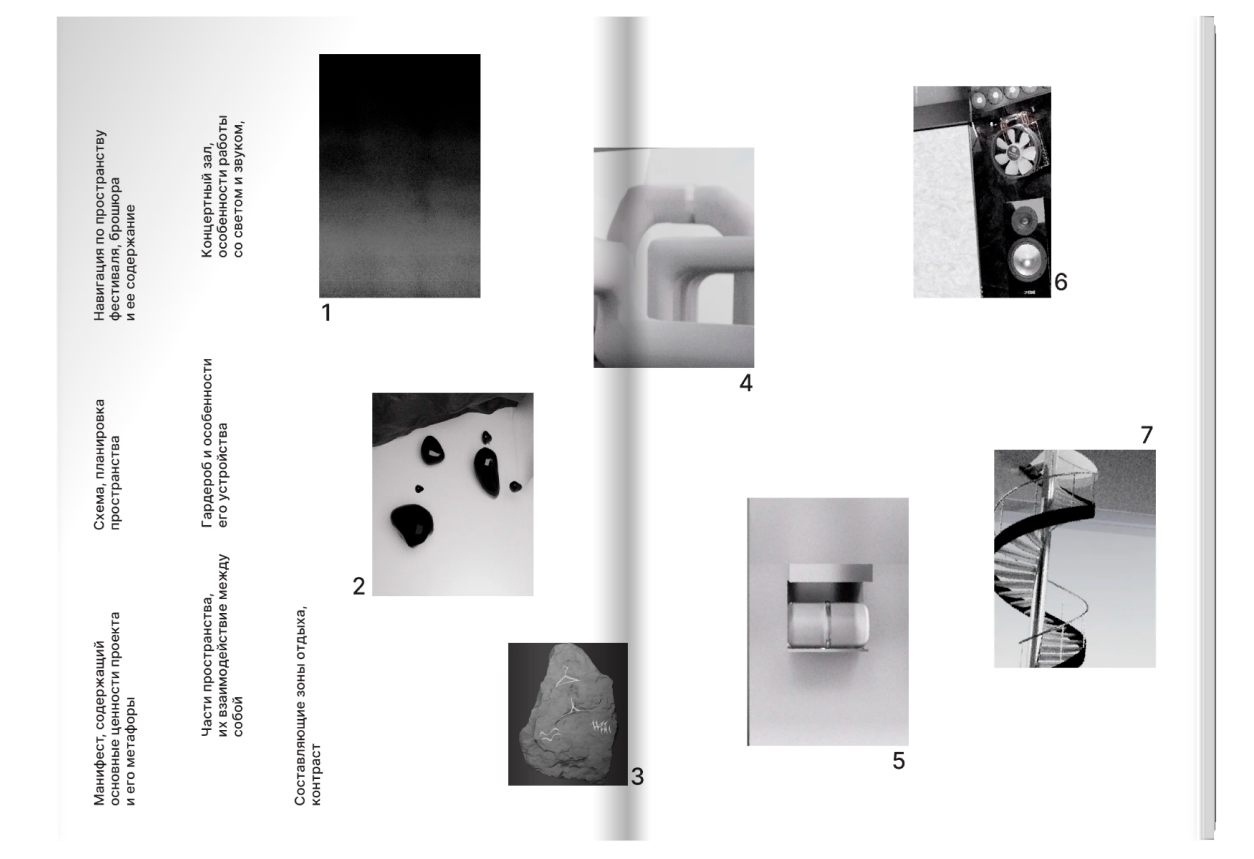 Манифест, содержащий
основные ценности проекта
и его метафоры
Схема, планировка
пространства
Навигация по пространству
фестиваля, брошюра
и ее содержание
Части пространства,
их взаимодействие между
собой
Гардероб и особенности
его устройства
Концертный зал,
особенности работы
со светом и звуком,
Составляющие зоны отдыха,
контраст
1
2
3
4
5
6
7